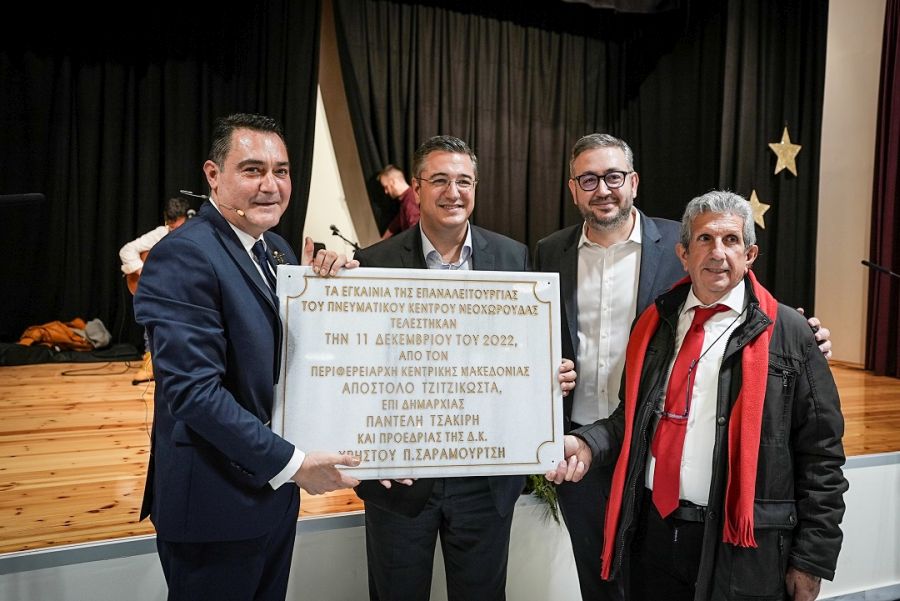 ΤΑ ΕΓΚΑΙΝΙΑ ΤΗΣ ΕΠΑΝΑΛΕΙΤΟΥΡΓΙΑΣ
ΤΟΥ ΠΝΕΥΜΑΤΙΚΟΥ ΚΕΝΤΡΟΥ ΝΕΟΧΩΡΟΥΔΑΣ
ΤΕΛΕΣΤΗΚΑΝ
ΤΗΝ 11 ΔΕΚΕΜΒΡΙΟΥ ΤΟΥ 2022,
ΑΠΟ ΤΟΝ
ΠΕΡΙΦΕΡΕΙΑΡΧΗ ΚΕΝΤΡΙΚΗΣ ΜΑΚΕΔΟΝΙΑΣ
ΑΠΟΣΤΟΛΟ ΤΖΙΤΖΙΚΩΣΤΑ,
ΕΠΙ ΔΗΜΑΡΧΙΑΣ
ΠΑΝΤΕΛΗ ΤΣΑΚΙΡΗ
ΚΑΙ ΠΡΟΕΔΡΙΑΣ ΤΗΣ Δ.Κ.
ΧΡΗΣΤΟΥ Π.ΣΑΡΑΜΟΥΡΤΣΗ